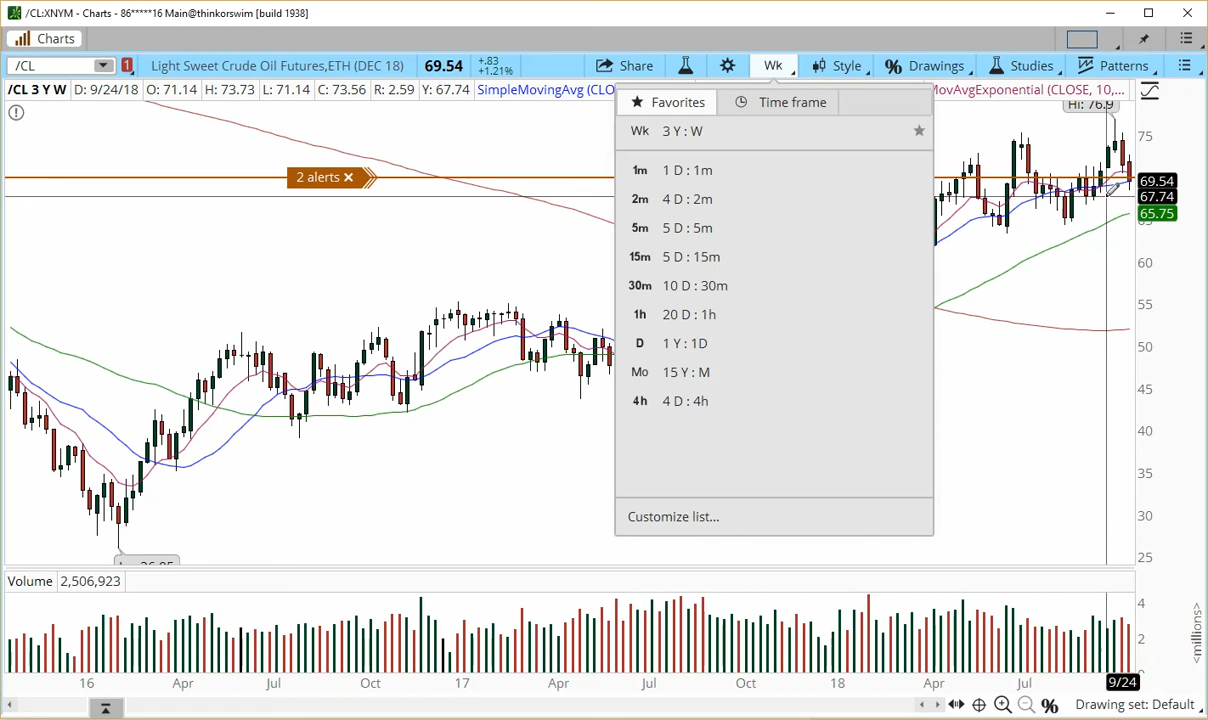 /CL:XNYM - Charts - 86*****16 Main@thinkorswim [build 1938]
Charts
/CL 1 Light Sweet Crude Oil Futures,ETH (DEC 18) 69.54 +.83 +1.21% Share Wk Style Drawings Studies Patterns
/CL 3 Y W D: 9/24/18 O: 71.14 H: 73.73 L: 71.14 C: 73.56 R: 2.59 Y: 67.74 SimpleMovingAvg (CLO MovAvgExponential (CLOSE, 10,...
Favorites Time frame
Hi: 76.9
Wk 3 Y : W
1m 1 D : 1m
2m 4 D : 2m
5m 5 D : 5m
15m 5 D : 15m
30m 10 D : 30m
1h 20 D : 1h
D 1 Y : 1D
Mo 15 Y : M
4h 4 D : 4h
Customize list...
2 alerts ×
75
69.54
67.74
65.75
60
55
50
45
40
35
30
25
Volume 2,506,923
4
2
<millions>
16 Apr Jul Oct 17 Apr Jul Oct 18 Apr Jul 9/24
Drawing set: Default